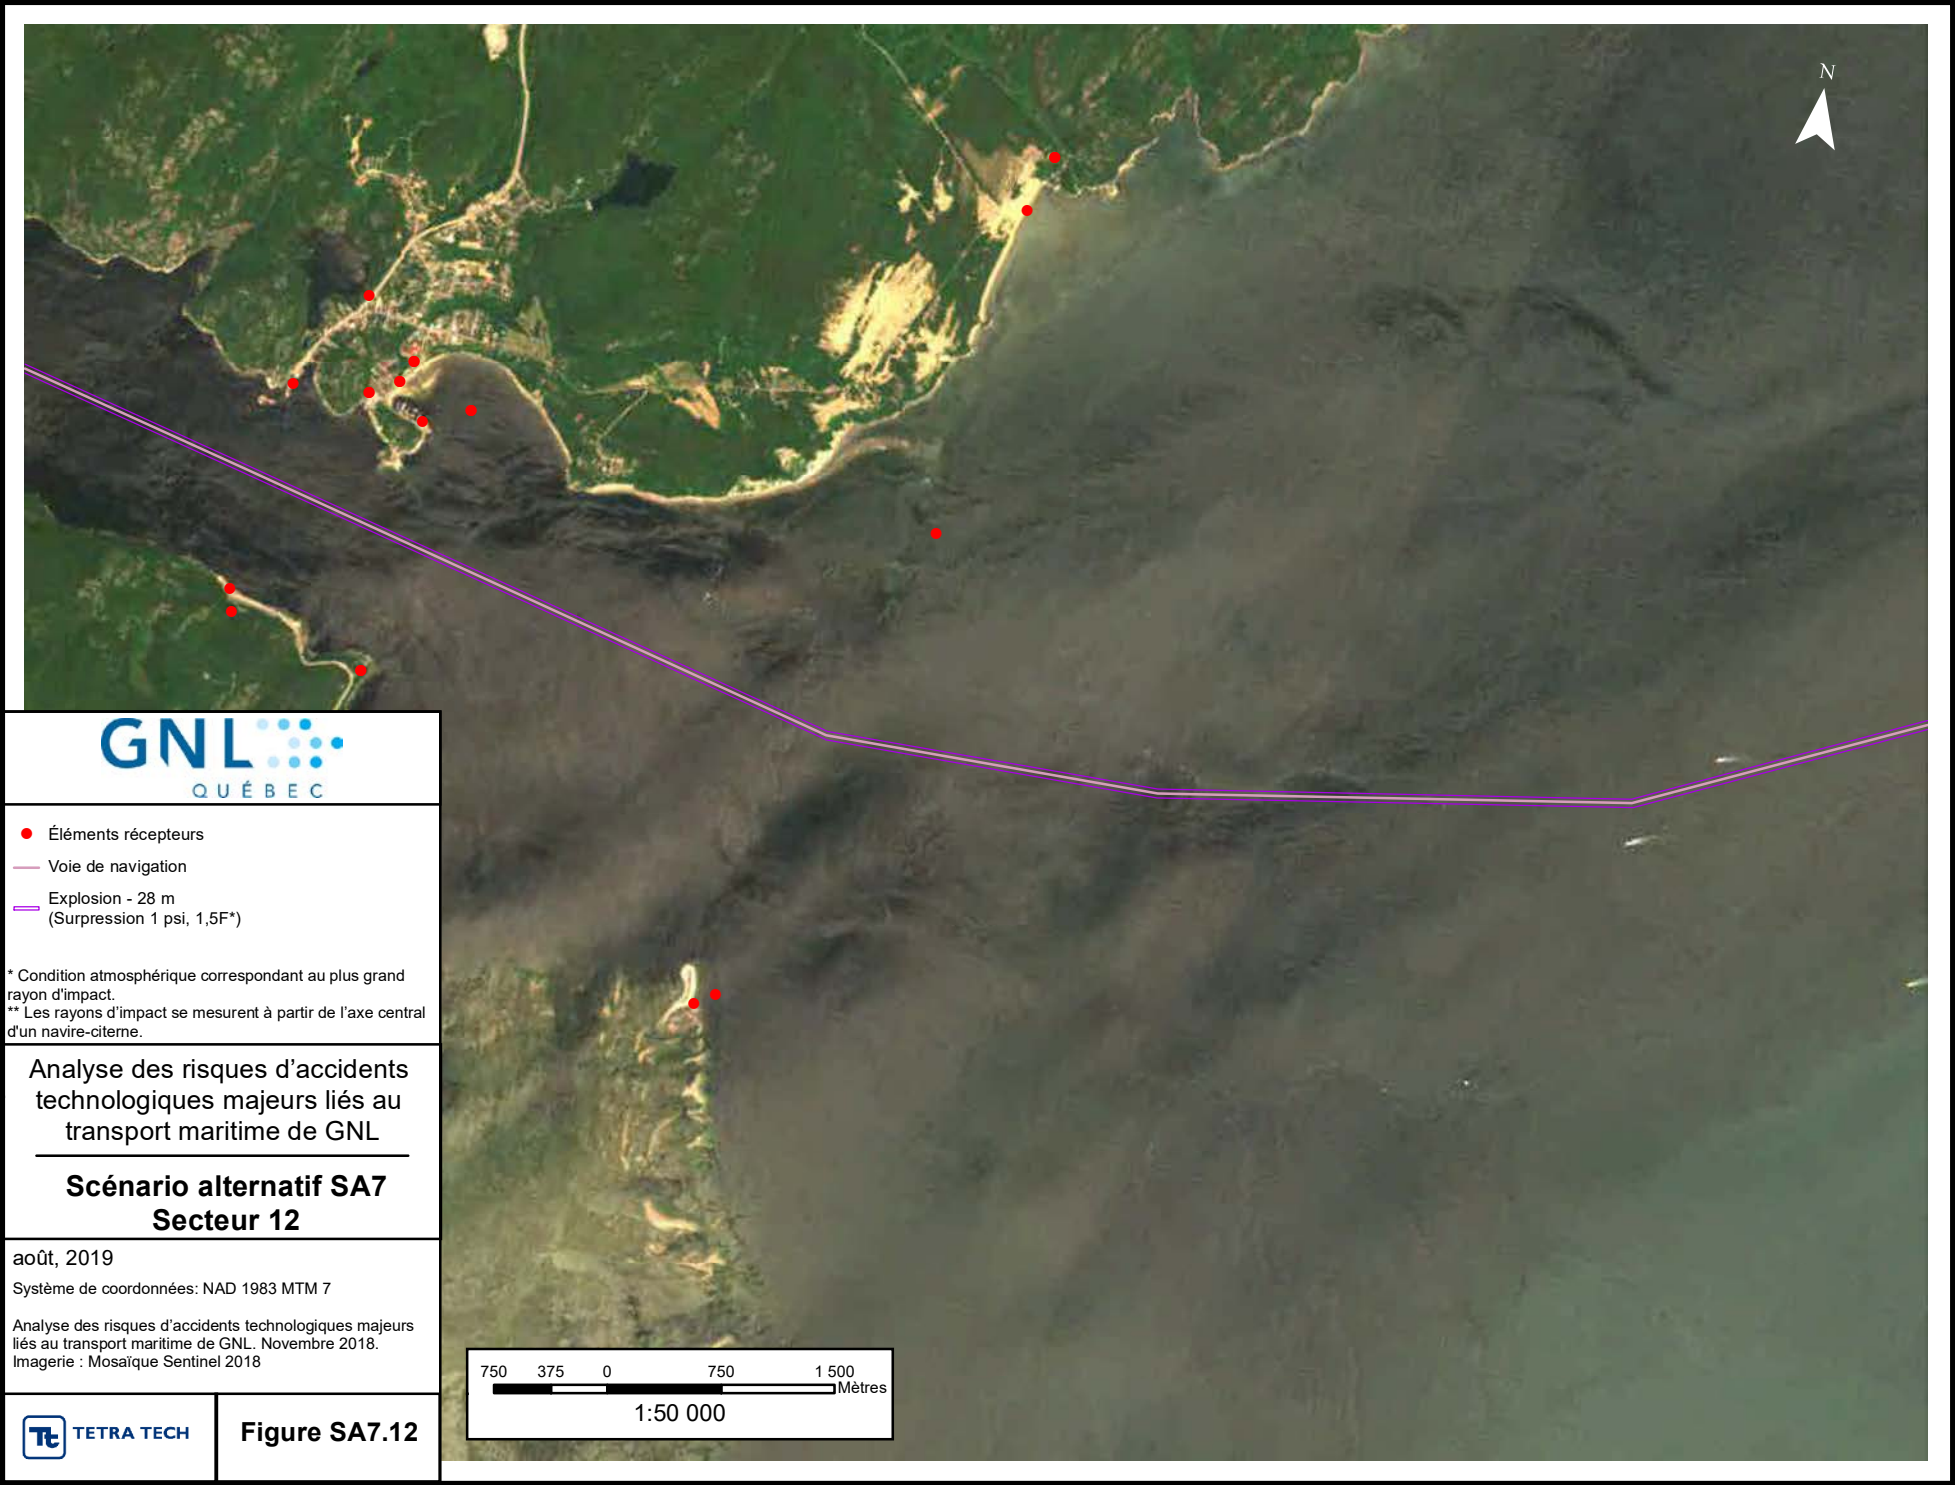 N
GNL
QUÉBEC
Éléments récepteurs
Voie de navigation
Explosion - 28 m
(Surpression 1 psi, 1,5F*)
* Condition atmosphérique correspondant au plus grand
rayon d'impact.
** Les rayons d’impact se mesurent à partir de l’axe central
d'un navire-citerne.
Analyse des risques d’accidents
technologiques majeurs liés au
transport maritime de GNL
Scénario alternatif SA7
Secteur 12
août, 2019
Système de coordonnées: NAD 1983 MTM 7
Analyse des risques d’accidents technologiques majeurs
liés au transport maritime de GNL. Novembre 2018.
Imagerie : Mosaïque Sentinel 2018
Tt TETRA TECH
Figure SA7.12
750 375 0 750 1 500
Mètres
1:50 000